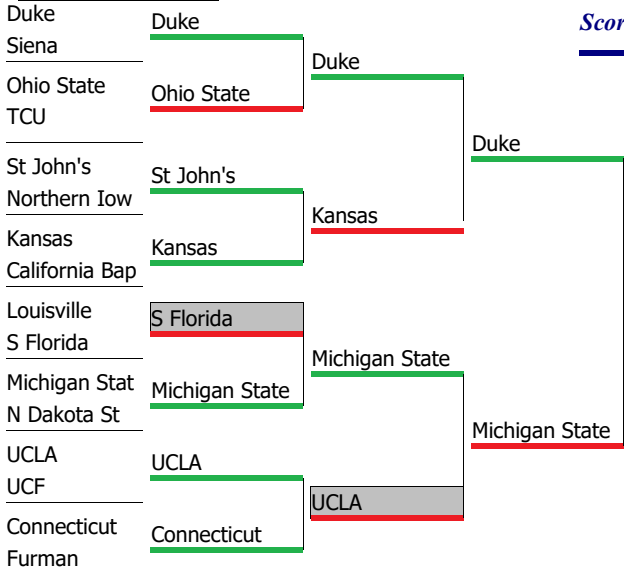 Duke
Siena
Ohio State
TCU
St John's
Northern Iow
Kansas
California Bap
Louisville
S Florida
Michigan Stat
N Dakota St
UCLA
UCF
Connecticut
Furman
Duke
Ohio State
St John's
Kansas
S Florida
Michigan State
UCLA
Connecticut
Duke
Kansas
Michigan State
UCLA
Duke
Michigan State
Scor